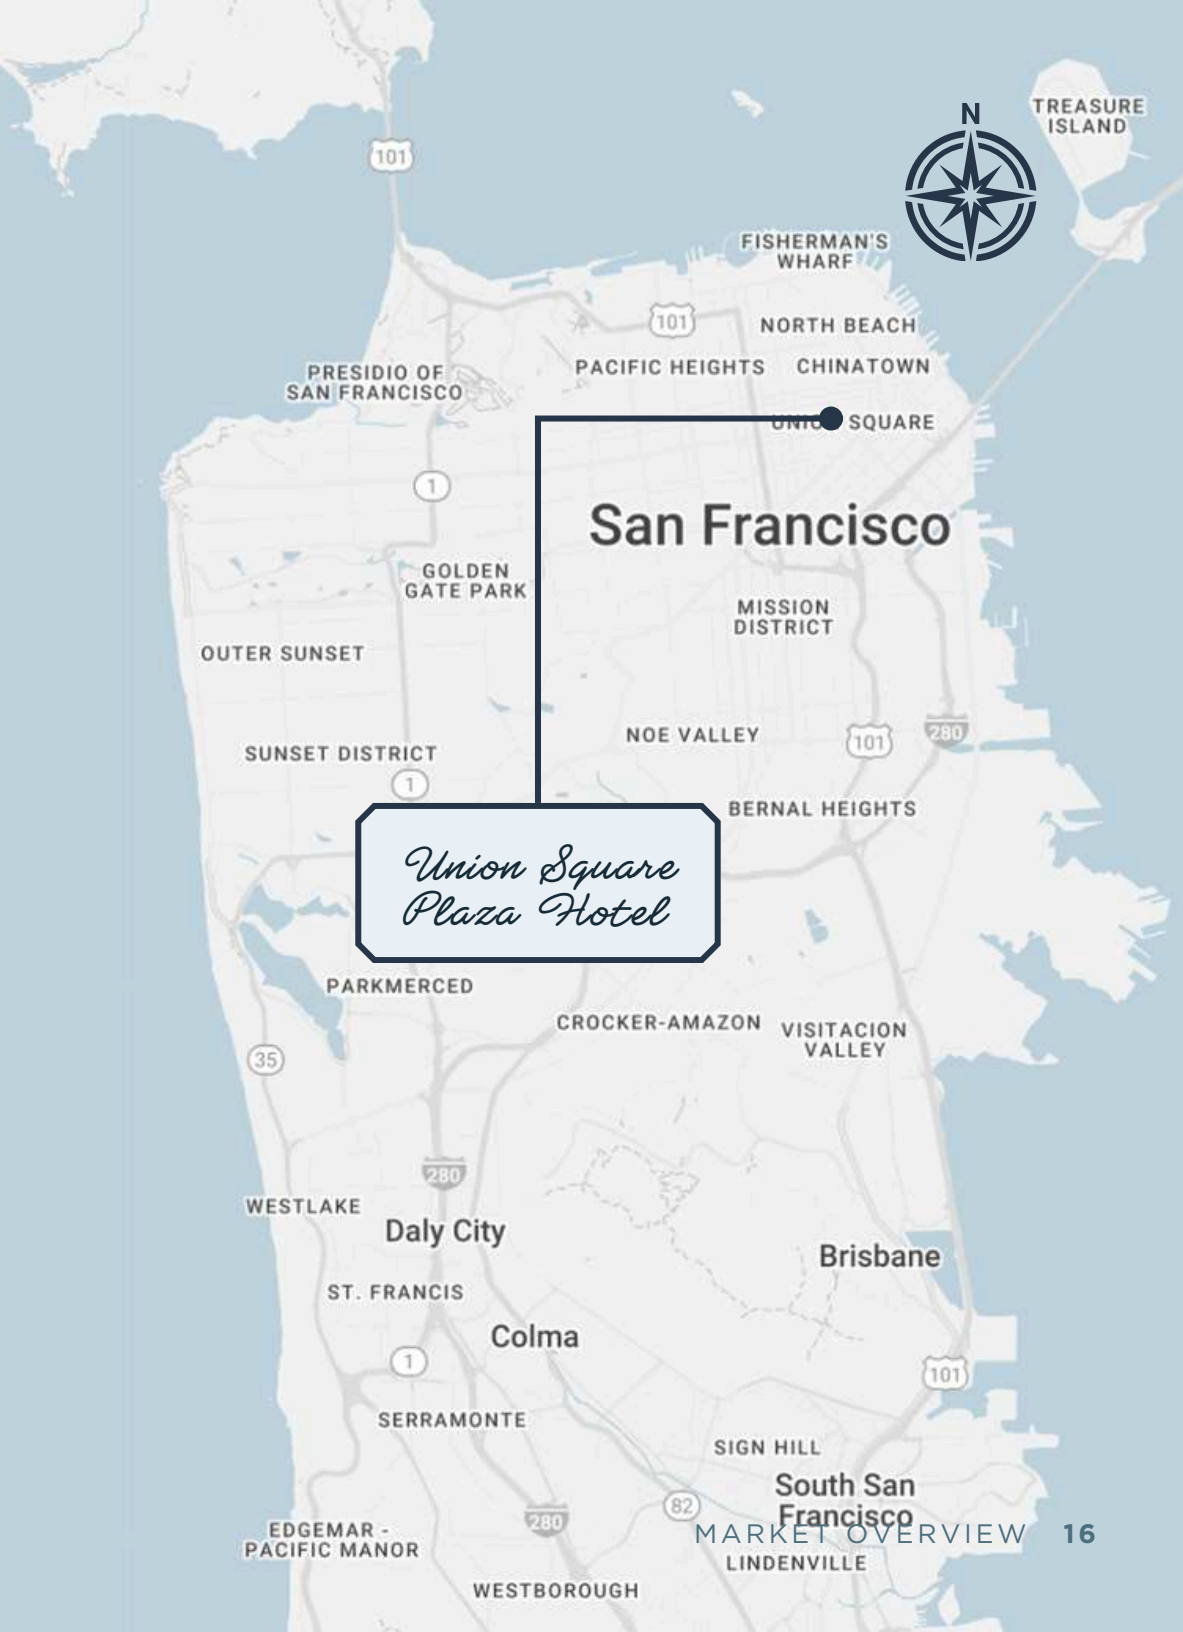 N
TREASURE
ISLAND
101
FISHERMAN'S
WHARF
101
NORTH BEACH
PACIFIC HEIGHTS
CHINATOWN
PRESIDIO OF
SAN FRANCISCO
UNION SQUARE
1
San Francisco
GOLDEN
GATE PARK
MISSION
DISTRICT
OUTER SUNSET
NOE VALLEY
101
280
SUNSET DISTRICT
1
BERNAL HEIGHTS
Union Square
Plaza Hotel
PARKMERCED
CROCKER-AMAZON
VISITACION
VALLEY
35
280
WESTLAKE
Daly City
Brisbane
ST. FRANCIS
Colma
1
101
SERRAMONTE
SIGN HILL
South San
Francisco
82
280
EDGEMAR -
PACIFIC MANOR
MARKET OVERVIEW 16
LINDENVILLE
WESTBOROUGH